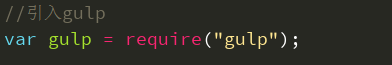 //引入gulp
var gulp = require("gulp");